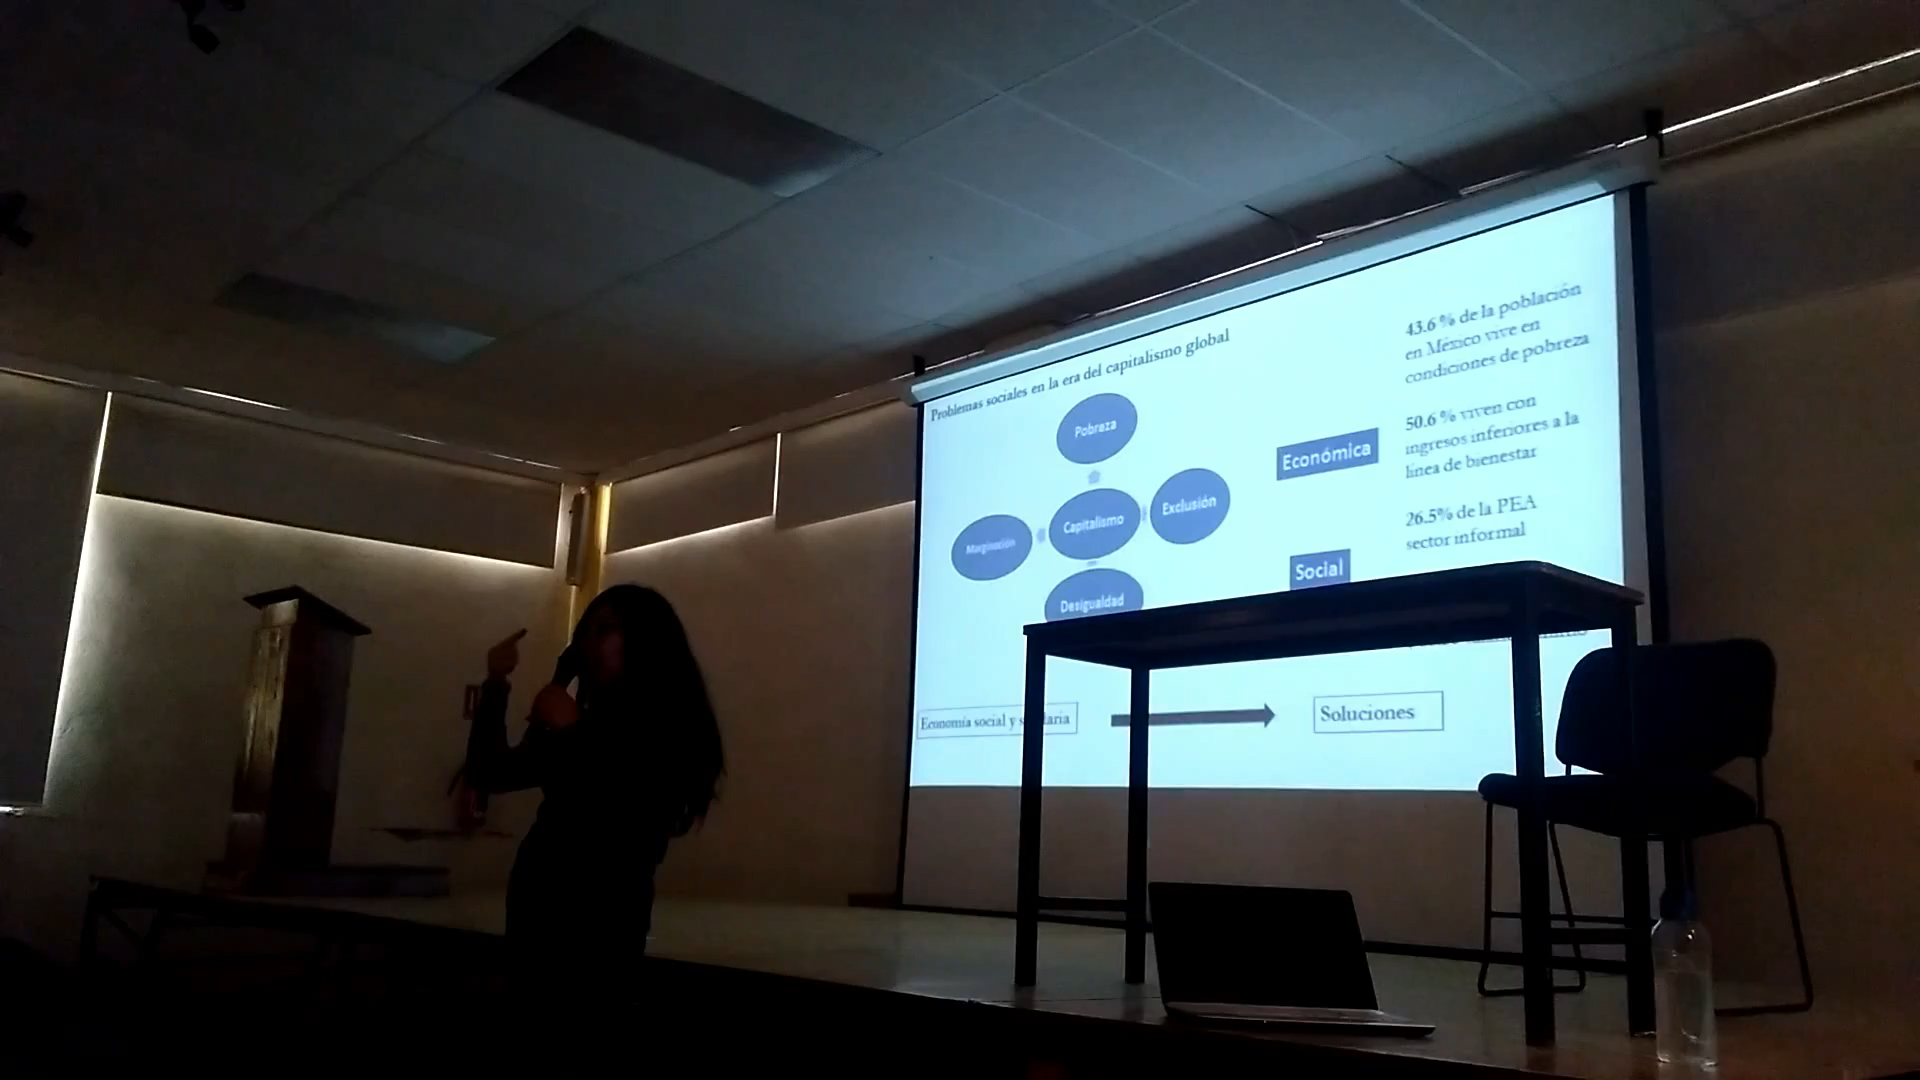 Problemas sociales en la era del capitalismo global
Pobreza
Marginación
Capitalismo
Exclusión
Desigualdad
Económica
Social
43.6 % de la población
en México vive en
condiciones de pobreza
50.6 % viven con
ingresos inferiores a la
línea de bienestar
26.5% de la PEA
sector informal
Economía social y
Soluciones